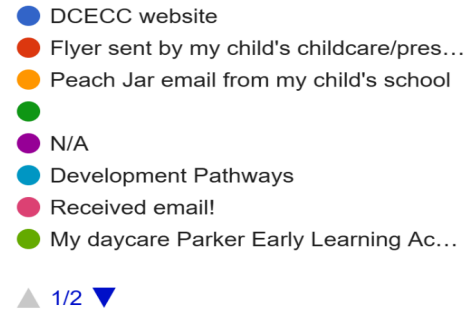 DCECC website
Flyer sent by my child's childcare/pres...
Peach Jar email from my child's school
N/A
Development Pathways
Received email!
My daycare Parker Early Learning Ac...
1/2